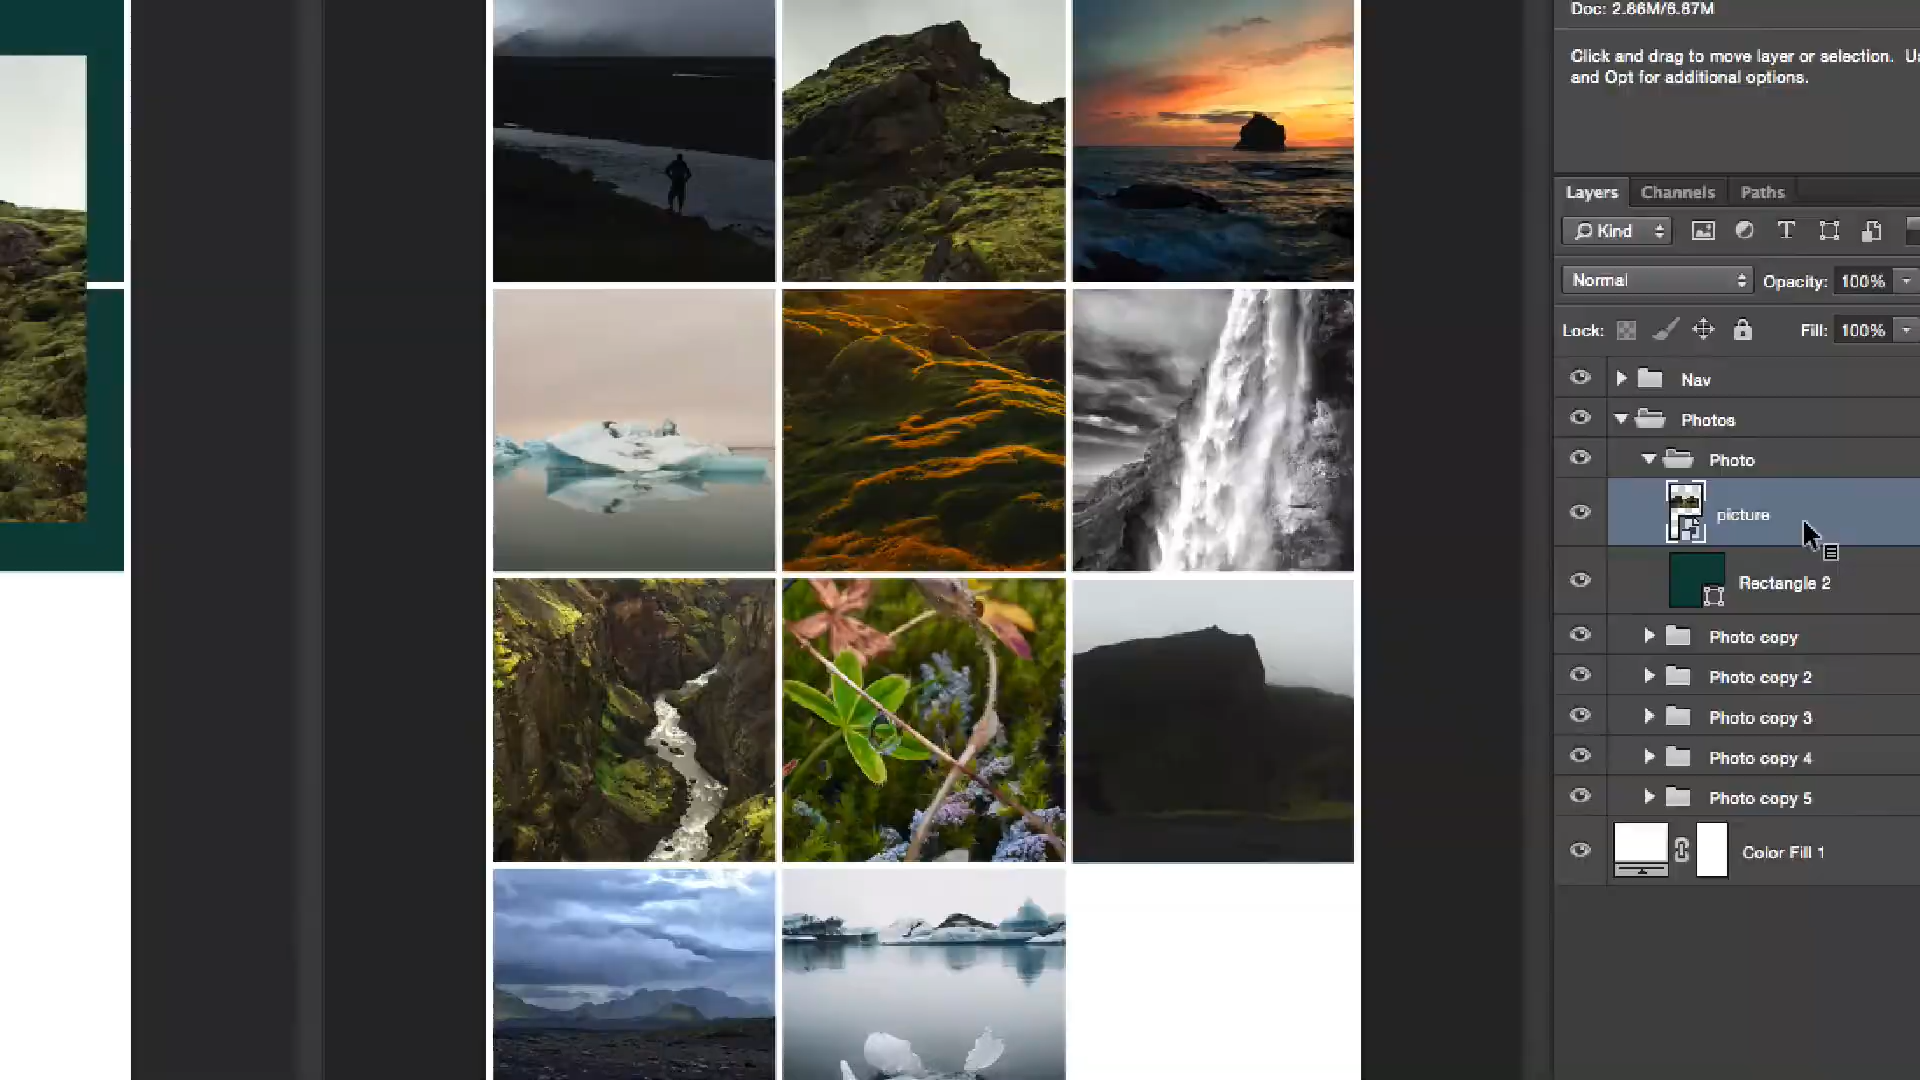 Doc: 2.86M/6.87M
Click and drag to move layer or selection.
and Opt for additional options.
Layers Channels Paths
Kind
Normal Opacity: 100%
Lock: Fill: 100%
Nav
Photos
Photo
picture
Rectangle 2
Photo copy
Photo copy 2
Photo copy 3
Photo copy 4
Photo copy 5
Color Fill 1